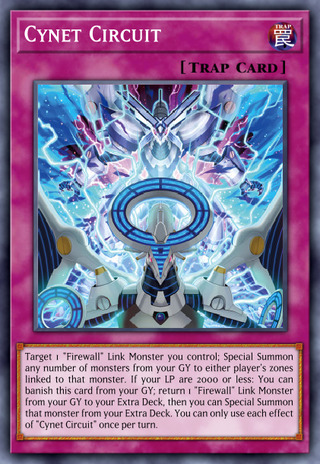 Cynet Circuit
TRAP
罠
[Trap Card]
Target 1 "Firewall" Link Monster you control; Special Summon
any number of monsters from your GY to either player's zones
linked to that monster. If your LP are 2000 or less: You can
banish this card from your GY; return 1 "Firewall" Link Monster
from your GY to your Extra Deck, then you can Special Summon
that monster from your Extra Deck. You can only use each effect
of "Cynet Circuit" once per turn.